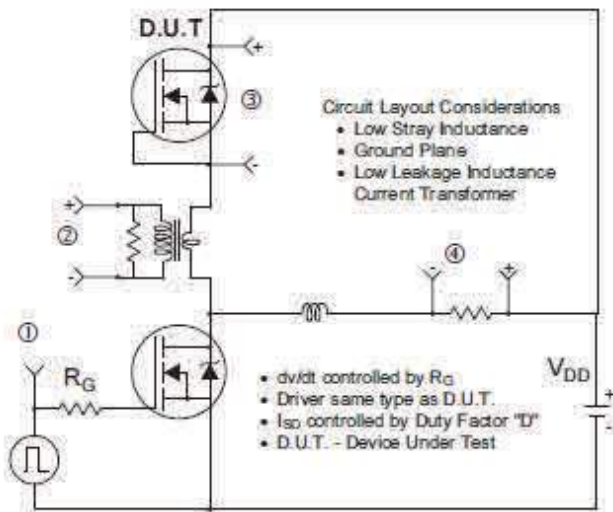 D.U.T
+
③
-
Circuit Layout Considerations
• Low Stray Inductance
• Ground Plane
• Low Leakage Inductance
Current Transformer
+
②
-
④
- +
①
RG
VDD
+
-
• dv/dt controlled by RG
• Driver same type as D.U.T.
• ISD controlled by Duty Factor "D"
• D.U.T. - Device Under Test